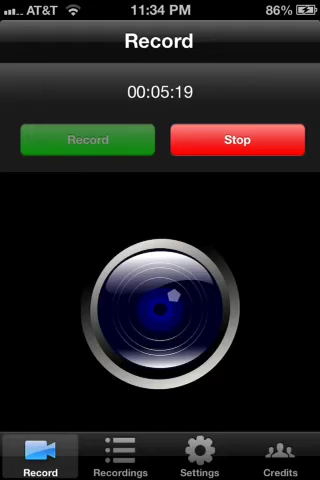 AT&T 11:34 PM 86%
Record
00:05:19
Record Stop
Record Recordings Settings Credits